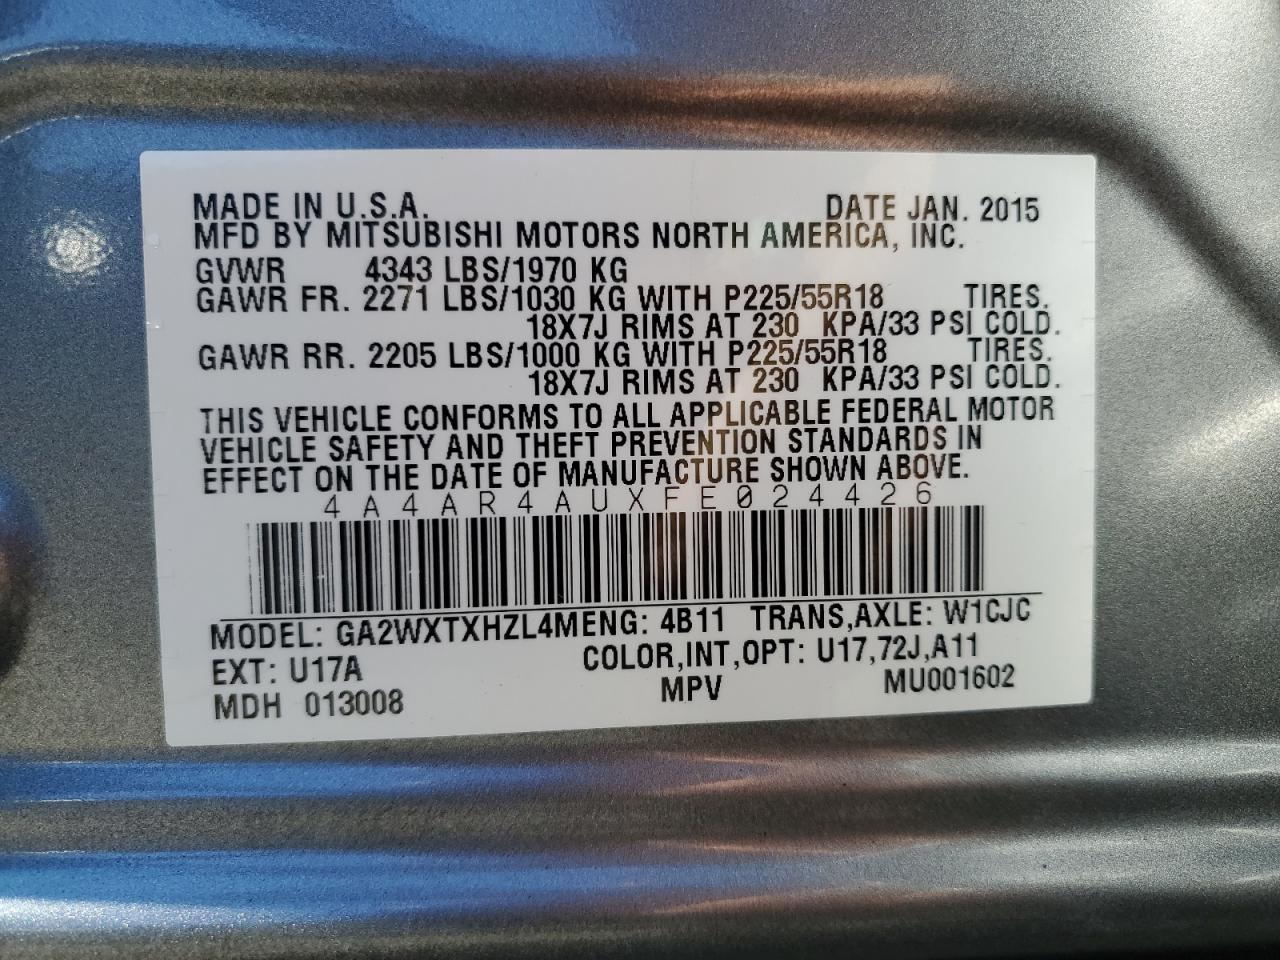 MADE IN U.S.A. DATE JAN. 2015
MFD BY MITSUBISHI MOTORS NORTH AMERICA, INC.
GVWR 4343 LBS/1970 KG
GAWR FR. 2271 LBS/1030 KG WITH P225/55R18 TIRES.
18X7J RIMS AT 230 KPA/33 PSI COLD.
GAWR RR. 2205 LBS/1000 KG WITH P225/55R18 TIRES.
18X7J RIMS AT 230 KPA/33 PSI COLD.
THIS VEHICLE CONFORMS TO ALL APPLICABLE FEDERAL MOTOR
VEHICLE SAFETY AND THEFT PREVENTION STANDARDS IN
EFFECT ON THE DATE OF MANUFACTURE SHOWN ABOVE.
4A4AR4AUXFE024426
MODEL: GA2WXTXHZL4MENG: 4B11 TRANS,AXLE: W1CJC
EXT: U17A COLOR,INT,OPT: U17,72J,A11
MDH 013008 MPV MU001602